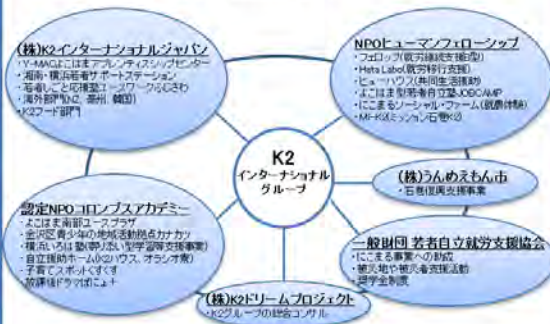 (株)K2インターナショナルジャパン
・Y-MACよこはまアプレンティスシップセンター
・湘南・横浜若者サポートステーション
・若者しごと応援塾ユースワークふじさわ
・海外部門(NZ、豪州、韓国)
・K2フード部門
NPOヒューマンフェローシップ
・フェロップ(就労継続支援B型)
・Hata Labo(就労移行支援)
・ヒューハウス(共同生活援助)
・よこはま型若者自立塾JOBCAMP
・にこまるソーシャル・ファーム(就農体験)
・MF-K2(ミッション石巻K2)
K2
インターナショナル
グループ
(株)うんめえもん市
・石巻復興支援事業
認定NPOコロンブスアカデミー
・よこはま南部ユースプラザ
・金沢区青少年の地域活動拠点カナカツ
・横浜いろは塾(寄り添い型学習等支援事業)
・自立援助ホーム(K2ハウス、オラシオ寮)
・子育てスポットくすくす
・放課後ドラやはにょ+
一般財団 若者自立就労支援協会
・にこまる事業への助成
・被災地や被災者支援活動
・奨学金制度
(株)K2ドリームプロジェクト
・K2グループの総合コンサル